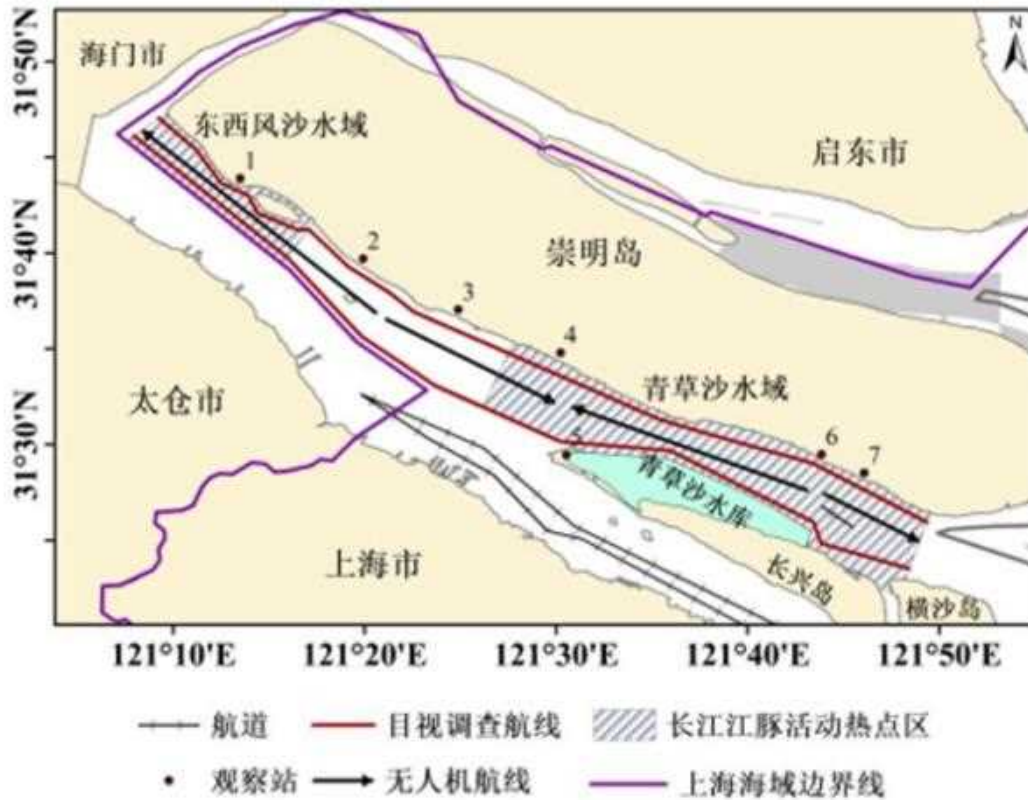 N
31°50'N
31°40'N
31°30'N
海门市
东西风沙水域
启东市
1
2
崇明岛
3
4
太仓市
青草沙水域
5
6
7
青草沙水库
上海市
长兴岛
横沙岛
121°10'E 121°20'E 121°30'E 121°40'E 121°50'E
航道 目视调查航线 长江江豚活动热点区
观察站 无人机航线 上海海域边界线